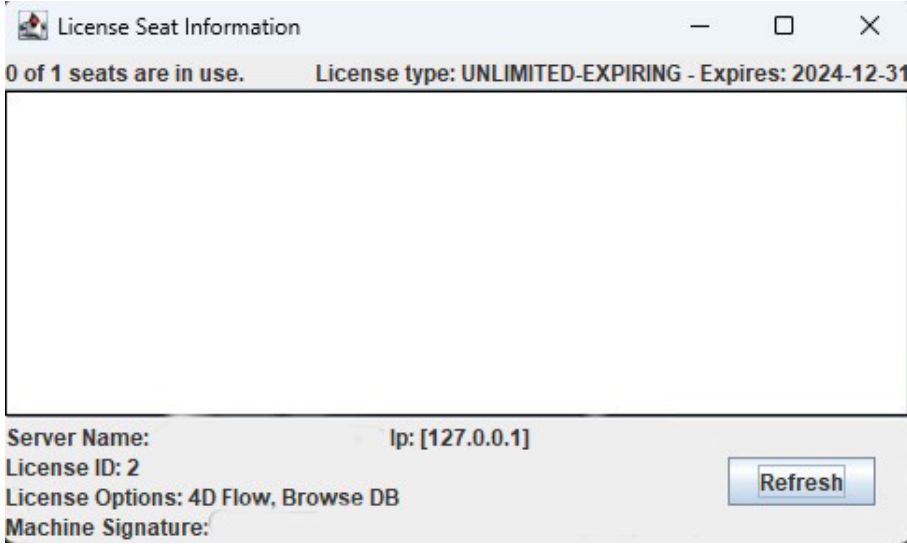 License Seat Information
0 of 1 seats are in use. License type: UNLIMITED-EXPIRING - Expires: 2024-12-31
Server Name: Ip: [127.0.0.1]
License ID: 2
License Options: 4D Flow, Browse DB
Refresh
Machine Signature: